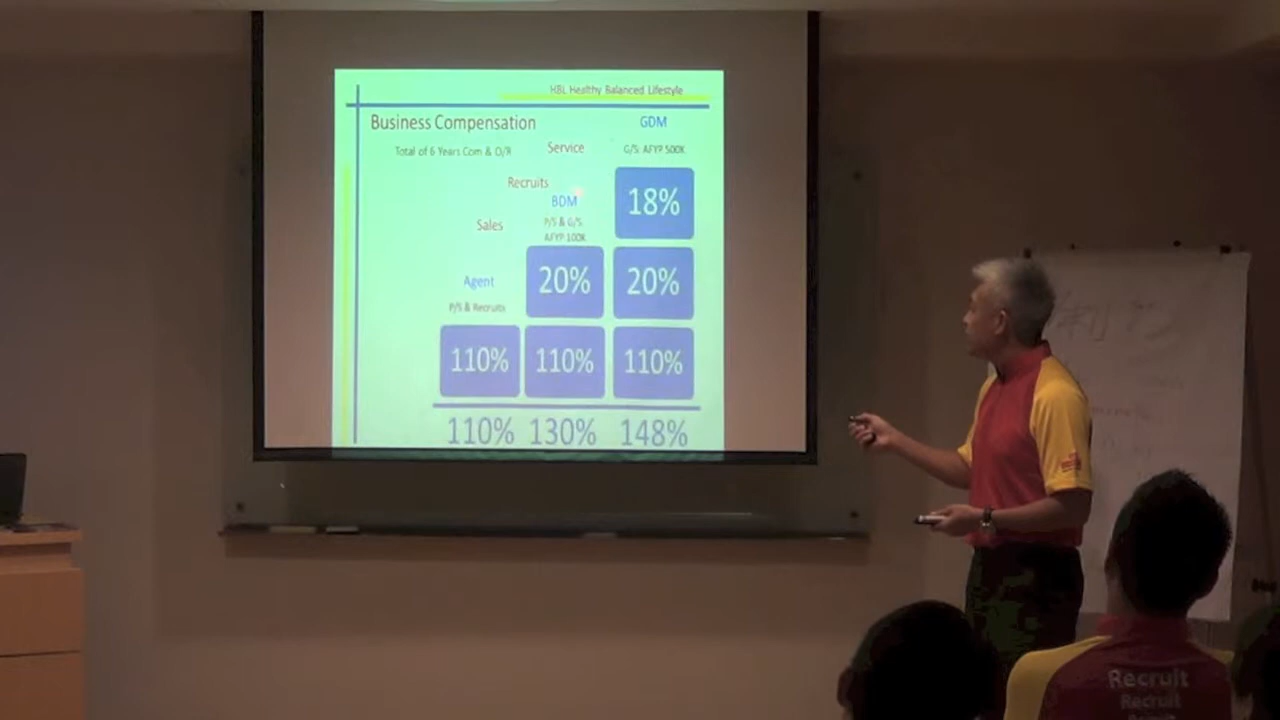 HBL Healthy Balanced Lifestyle
Business Compensation
GDM
Total of 6 Years Com & O/R
Service
G/S: AFYP 500K
Recruits
18%
BDM
Sales
P/S & G/S
AFYP 100K
Agent
20%
20%
P/S & Recruits
110%
110%
110%
110%
130%
148%
Recruit
Recruit